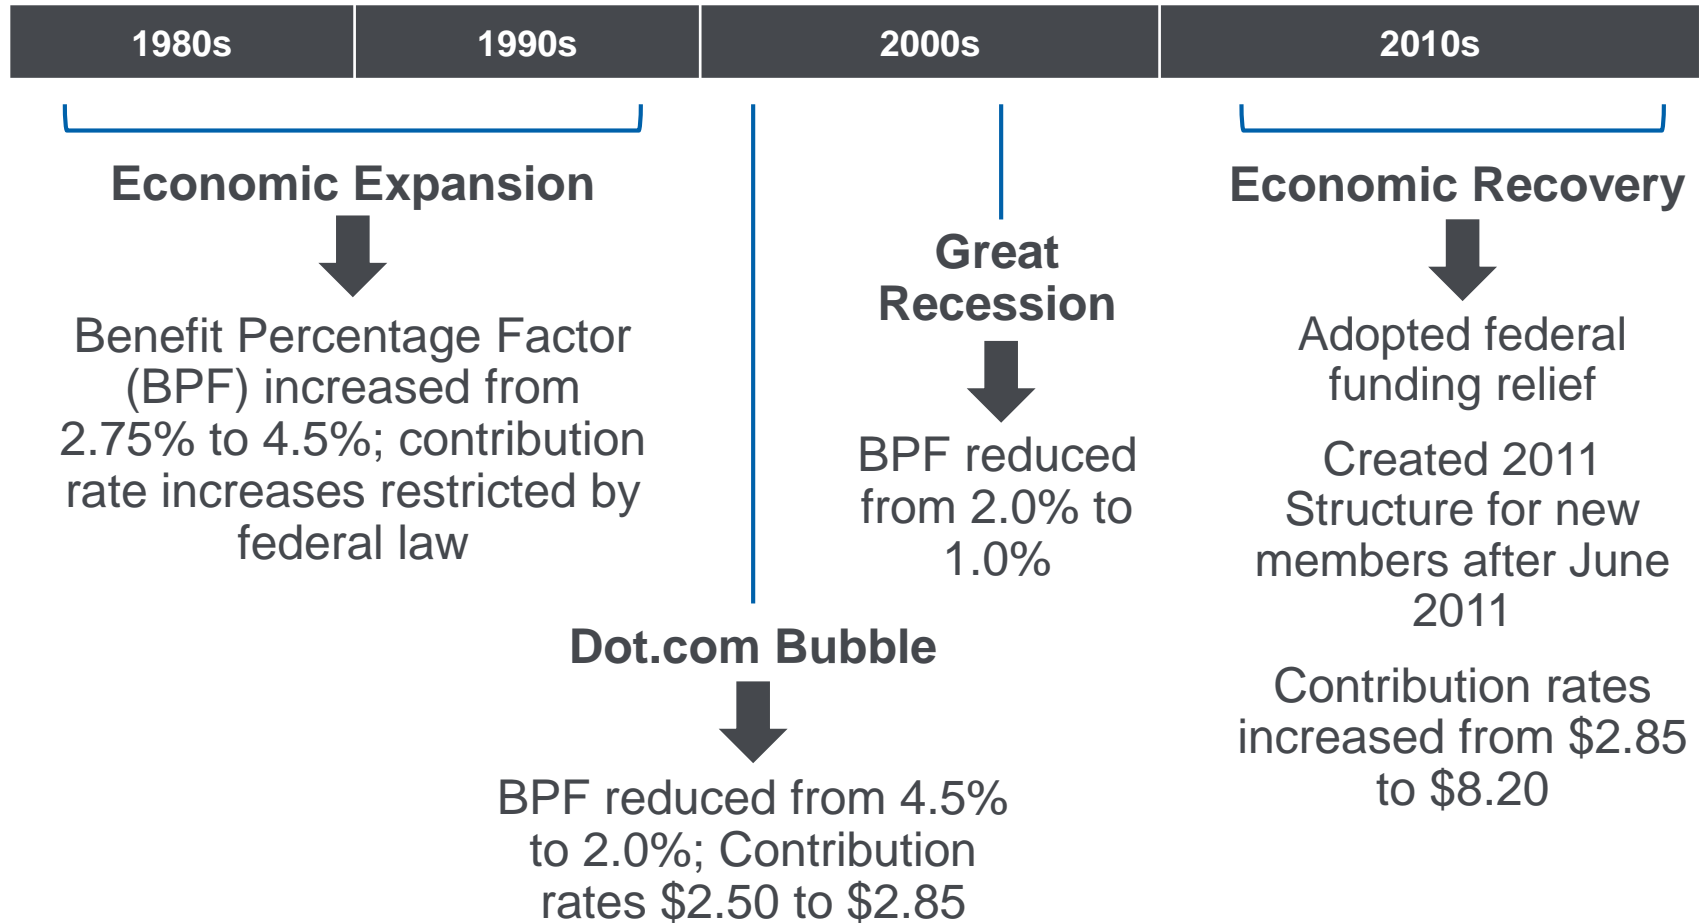 1980s
1990s
2000s
2010s
Economic Expansion
Benefit Percentage Factor
(BPF) increased from
2.75% to 4.5%; contribution
rate increases restricted by
federal law
Dot.com Bubble
BPF reduced from 4.5%
to 2.0%; Contribution
rates $2.50 to $2.85
Great
Recession
BPF reduced
from 2.0% to
1.0%
Economic Recovery
Adopted federal
funding relief
Created 2011
Structure for new
members after June
2011
Contribution rates
increased from $2.85
to $8.20